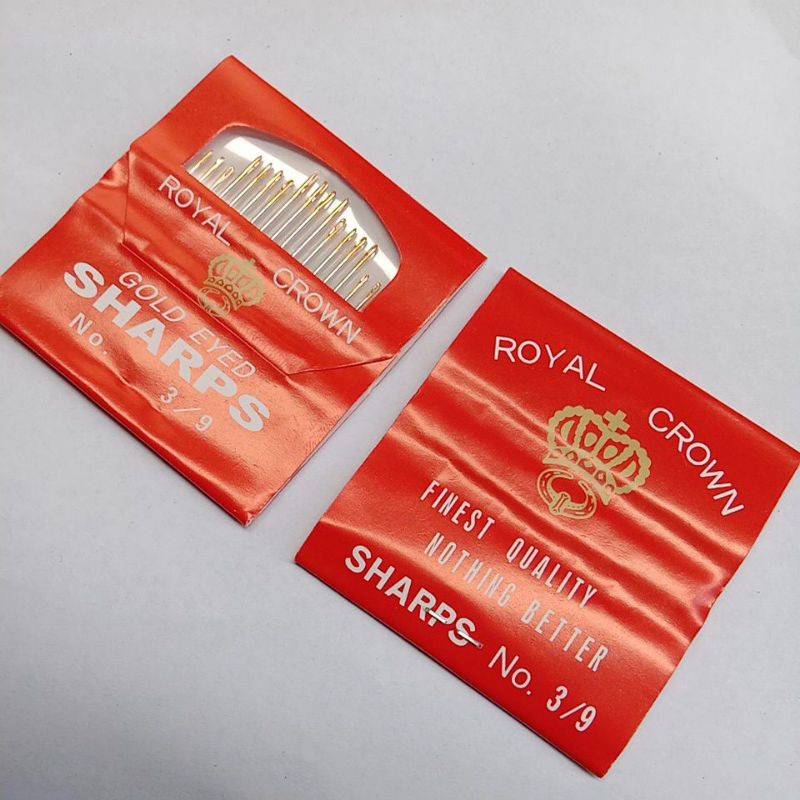 ROYAL CROWN
GOLD EYED
SHARPS
No. 3/9
ROYAL CROWN
FINEST QUALITY
NOTHING BETTER
SHARPS No. 3/9